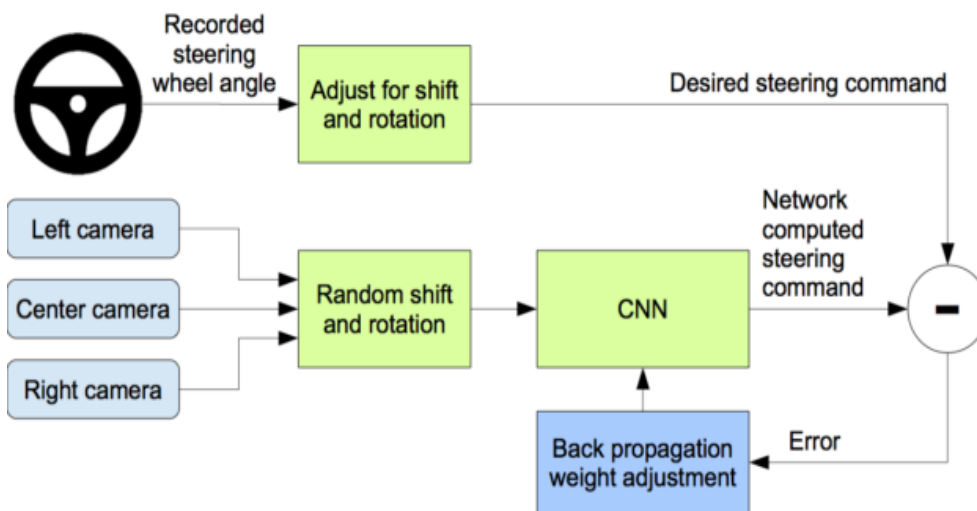 Recorded
steering
wheel angle
Adjust for shift
and rotation
Desired steering command
Left camera
Center camera
Right camera
Random shift
and rotation
CNN
Network
computed
steering
command
-
Back propagation
weight adjustment
Error